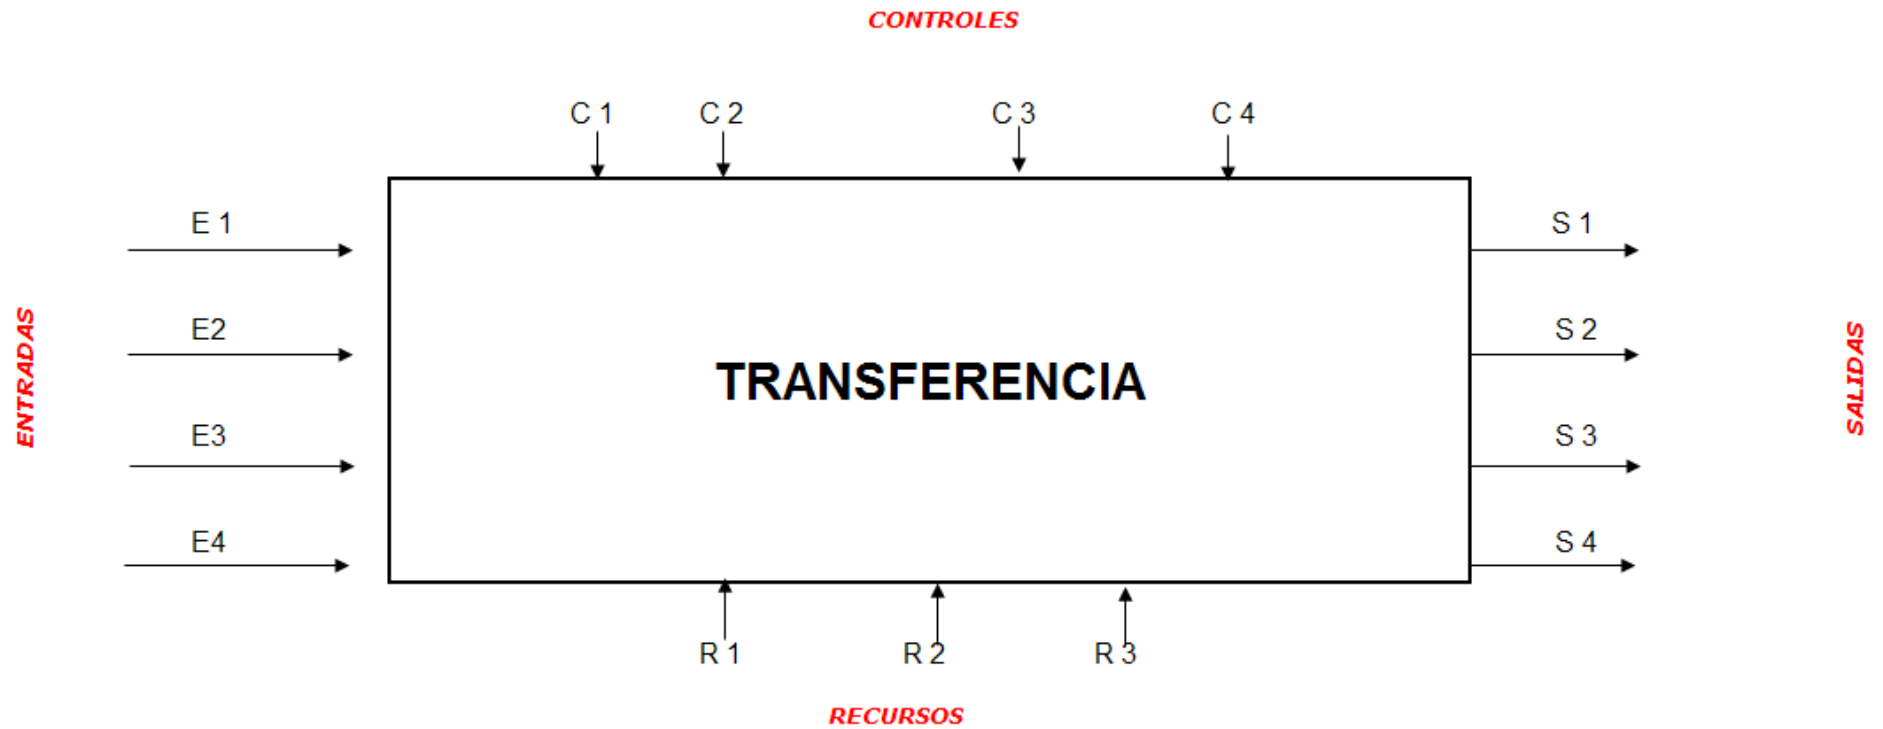 CONTROLES
C 1
C 2
C 3
C 4
E 1
S 1
E2
S 2
ENTRADAS
SALIDAS
TRANSFERENCIA
E3
S 3
E4
S 4
R 1
R 2
R 3
RECURSOS